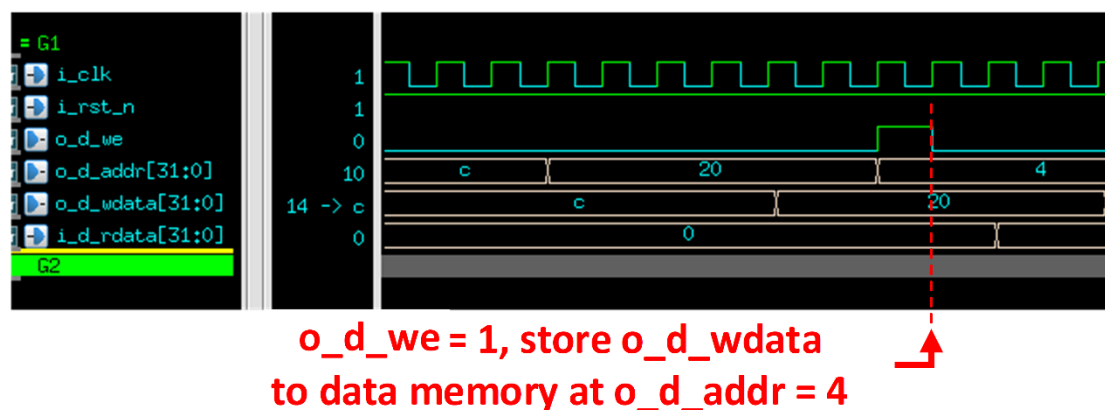 = G1
i_clk 1
i_rst_n 1
o_d_we 0
o_d_addr[31:0] 10 c 20 4
o_d_wdata[31:0] 14 -> c c 20
i_d_rdata[31:0] 0 0
G2
o_d_we = 1, store o_d_wdata
to data memory at o_d_addr = 4